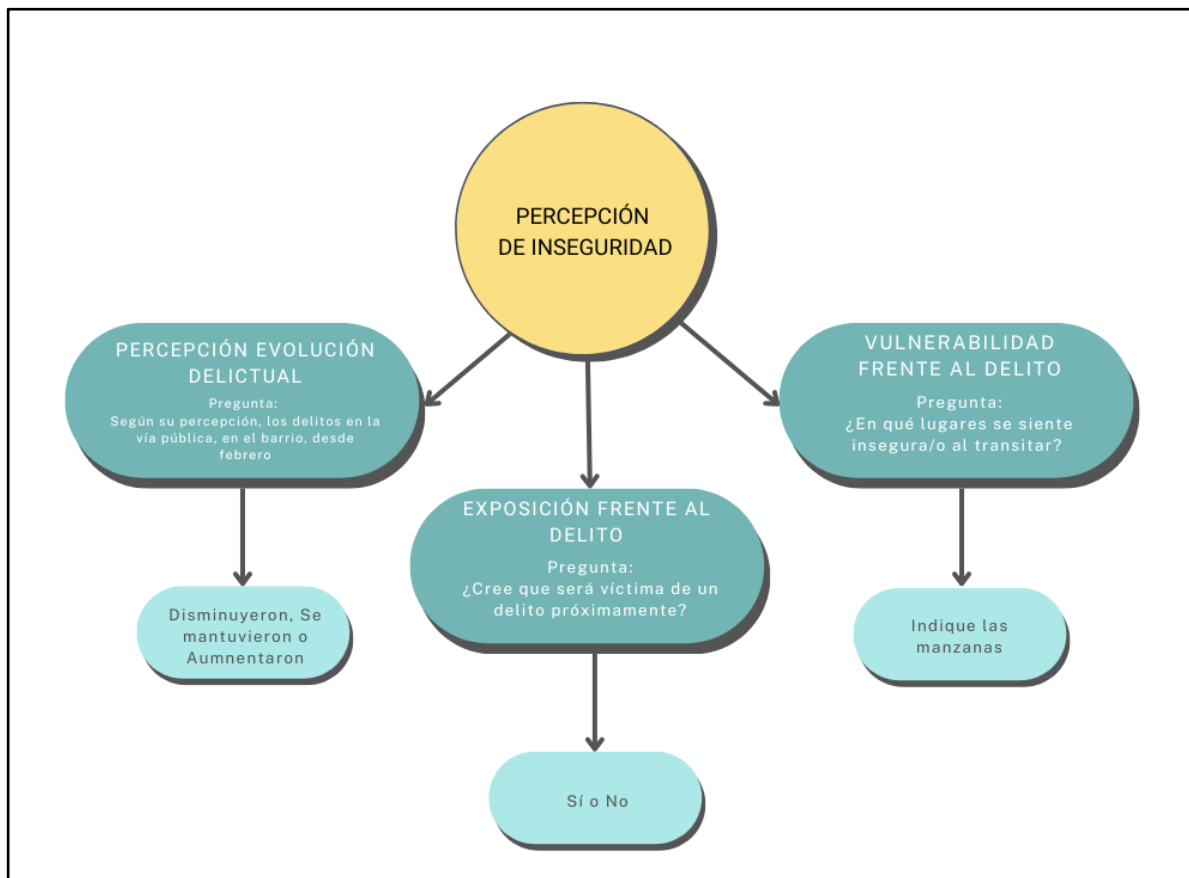 PERCEPCIÓN
DE INSEGURIDAD
PERCEPCIÓN EVOLUCIÓN
DELICTUAL
Pregunta:
Según su percepción, los delitos en la
vía pública, en el barrio, desde
febrero
Disminuyeron, Se
mantuvieron o
Aumnentaron
EXPOSICIÓN FRENTE AL
DELITO
Pregunta:
¿Cree que será víctima de un
delito próximamente?
Sí o No
VULNERABILIDAD
FRENTE AL DELITO
Pregunta:
¿En qué lugares se siente
insegura/o al transitar?
Indique las
manzanas